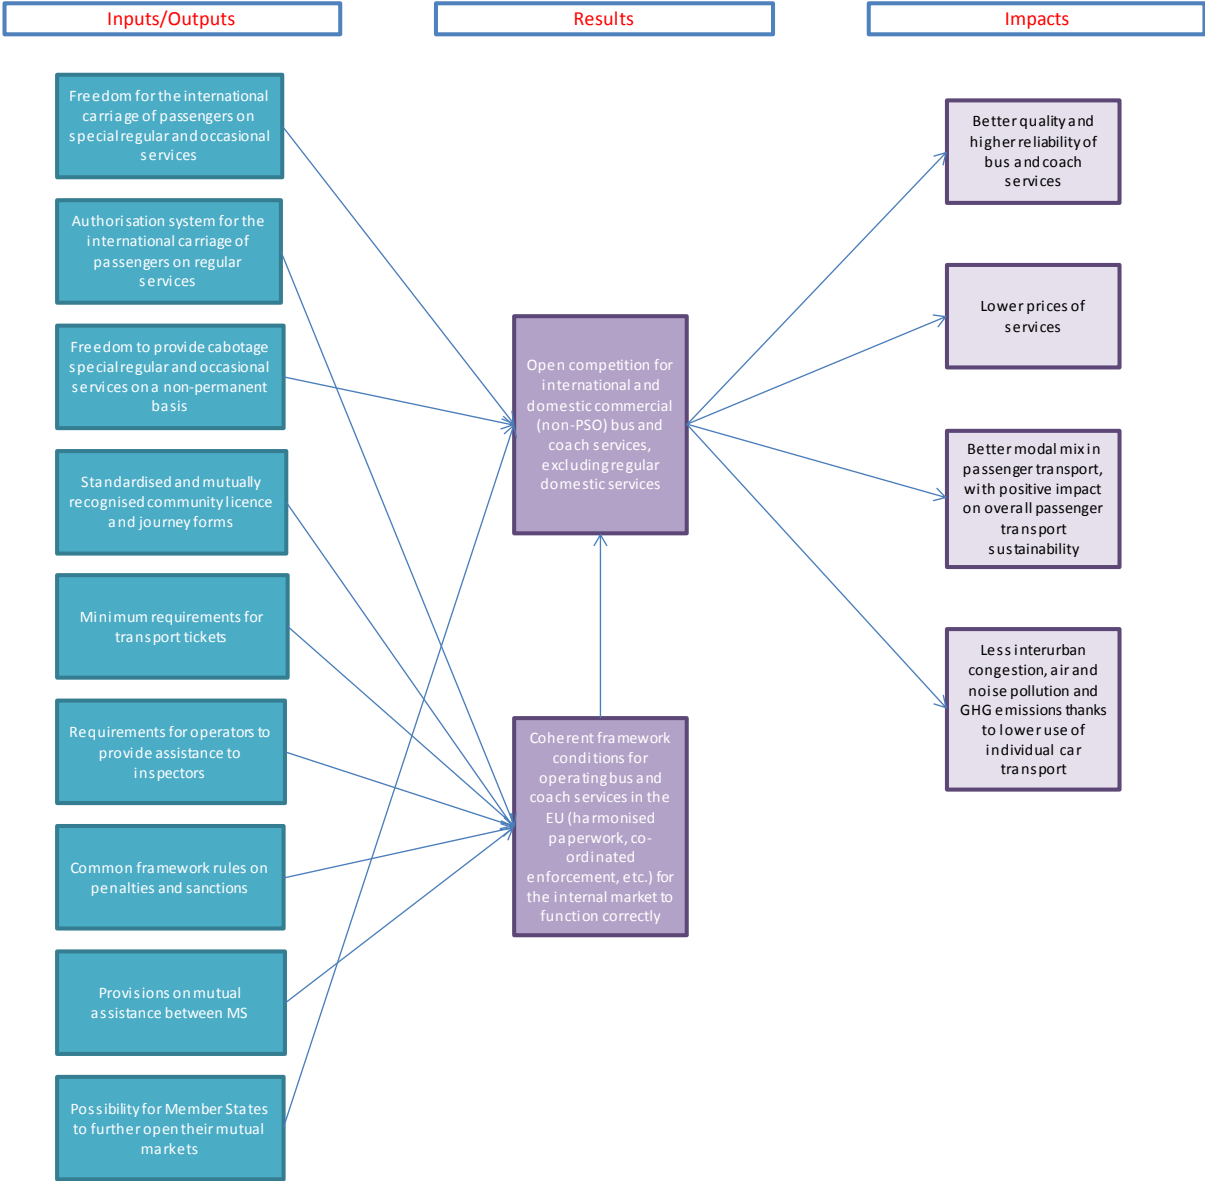 Inputs/Outputs
Results
Impacts
Freedom for the international
carriage of passengers on
special regular and occasional
services
Authorisation system for the
international carriage of
passengers on regular
services
Freedom to provide cabotage
special regular and occasional
services on a non-permanent
basis
Standardised and mutually
recognised community licence
and journey forms
Minimum requirements for
transport tickets
Requirements for operators to
provide assistance to
inspectors
Common framework rules on
penalties and sanctions
Provisions on mutual
assistance between MS
Possibility for Member States
to further open their mutual
markets
Open competition for
international and
domestic commercial
(non-PSO) bus and
coach services,
excluding regular
domestic services
Coherent framework
conditions for
operating bus and
coach services in the
EU (harmonised
paperwork, co-
ordinated
enforcement, etc.) for
the internal market to
function correctly
Better quality and
higher reliability of
bus and coach
services
Lower prices of
services
Better modal mix in
passenger transport,
with positive impact
on overall passenger
transport
sustainability
Less interurban
congestion, air and
noise pollution and
GHG emissions thanks
to lower use of
individual car
transport